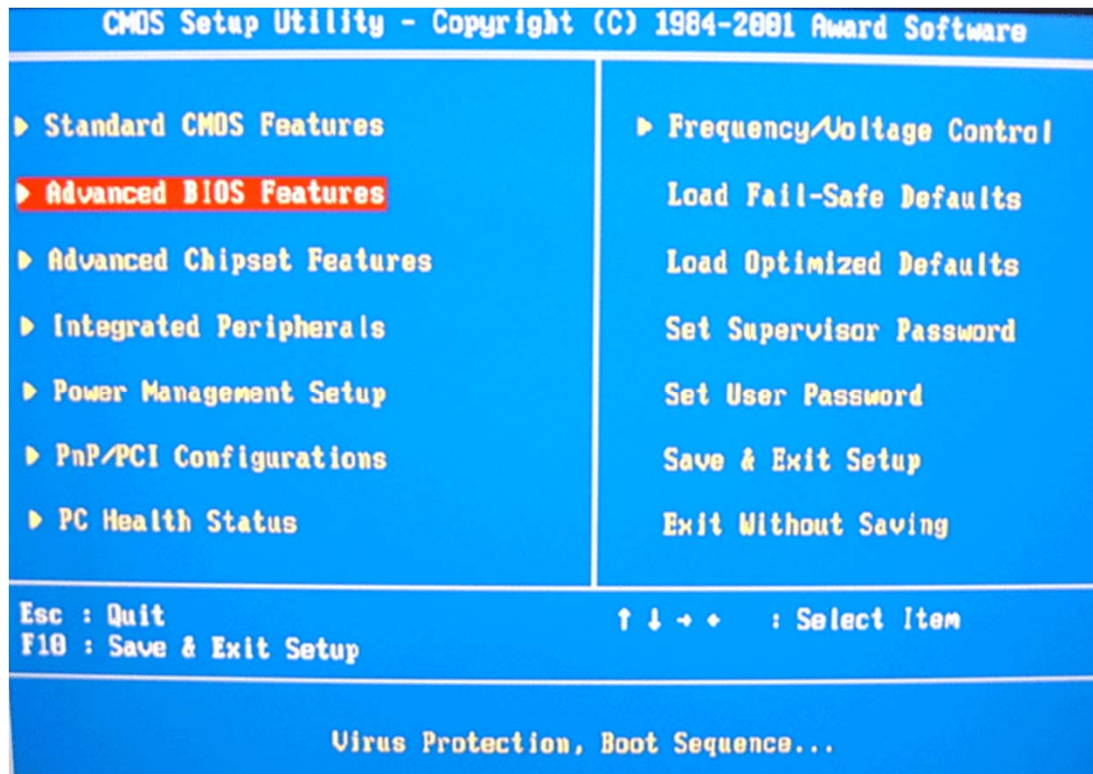 CMOS Setup Utility - Copyright (C) 1984-2001 Award Software
Standard CMOS Features
Advanced BIOS Features
Advanced Chipset Features
Integrated Peripherals
Power Management Setup
PnP/PCI Configurations
PC Health Status
Frequency/Voltage Control
Load Fail-Safe Defaults
Load Optimized Defaults
Set Supervisor Password
Set User Password
Save & Exit Setup
Exit Without Saving
Esc : Quit
F10 : Save & Exit Setup
↑ ↓ → ← : Select Item
Virus Protection, Boot Sequence...